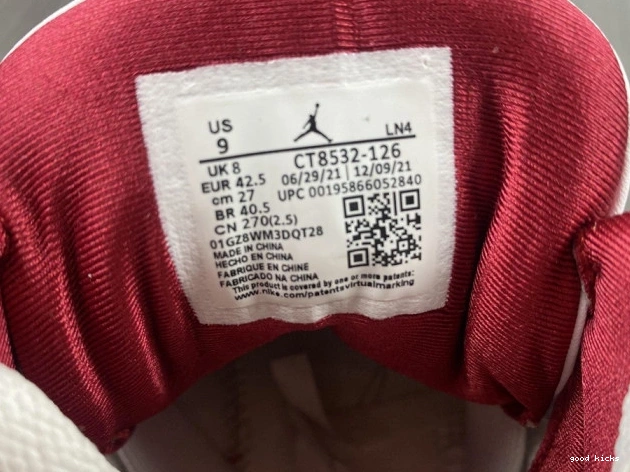 US
9
LN4
UK 8
CT8532-126
EUR 42.5
06/29/21 | 12/09/21
cm 27
UPC 00195866052840
BR 40.5
CN 270(2.5)
01GZ8WM3DQT28
MADE IN CHINA
HECHO EN CHINA
FABRIQUE EN CHINE
FABRICADO NA CHINA
This product is covered by one or more patents:
www.nike.com/patentsvirtualmarking
good kicks